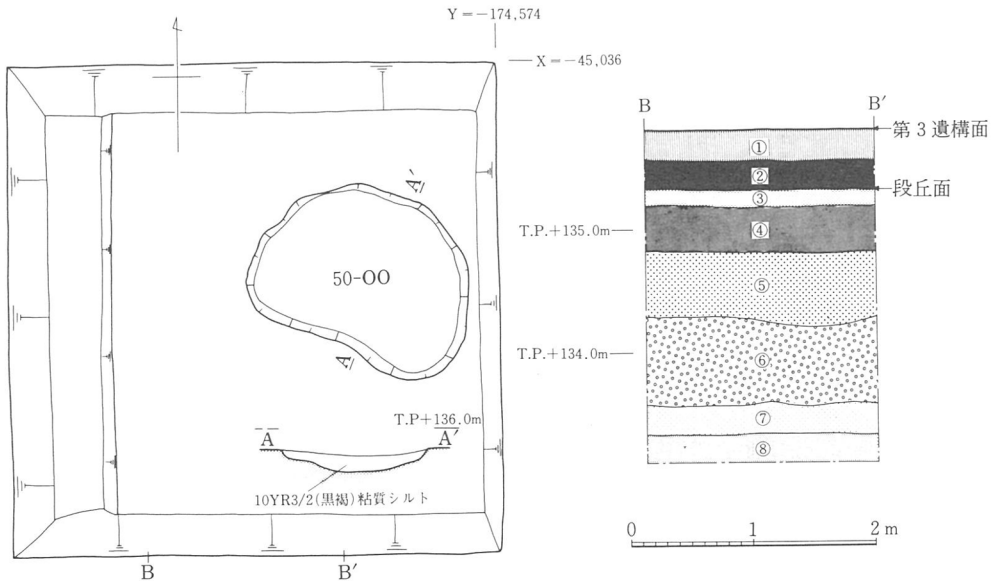 Y=−174,574
X=−45,036
A′
50-OO
A
T.P+136.0m
A
A′
10YR3/2(黒褐)粘質シルト
B
B′
B
B′
第3遺構面
①
②
段丘面
③
T.P.+135.0m
④
⑤
T.P.+134.0m
⑥
⑦
⑧
0
1
2 m